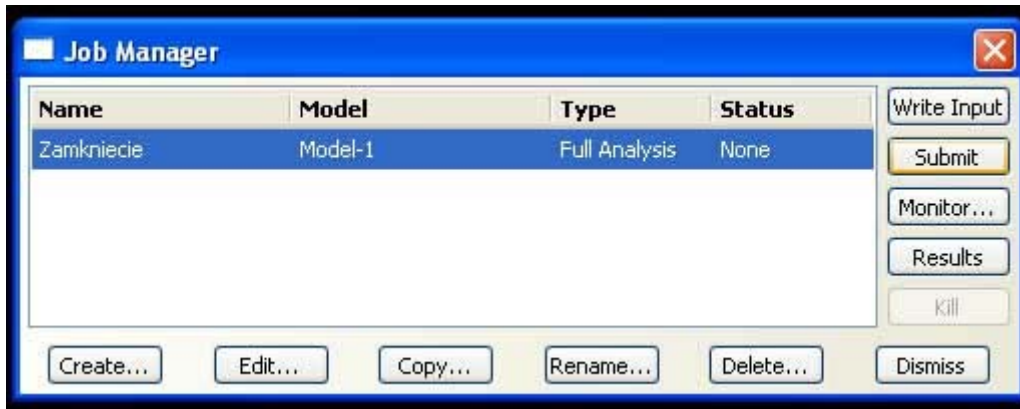 Job Manager
Name Model Type Status
Zamkniecie Model-1 Full Analysis None
Write Input
Submit
Monitor...
Results
Kill
Create... Edit... Copy... Rename... Delete... Dismiss